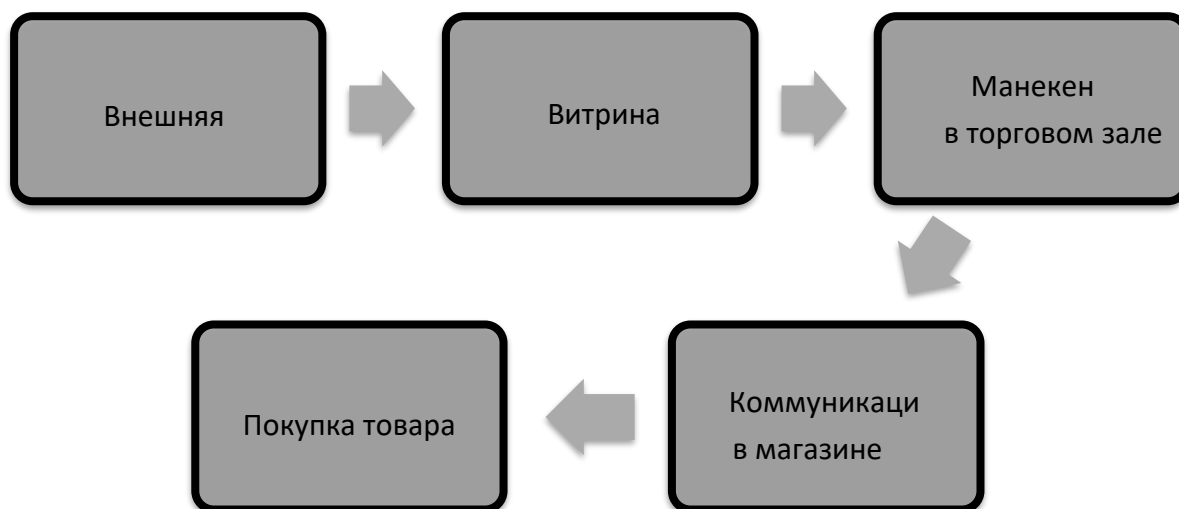 Внешняя
Витрина
Манекен
в торговом зале
Коммуникаци
в магазине
Покупка товара